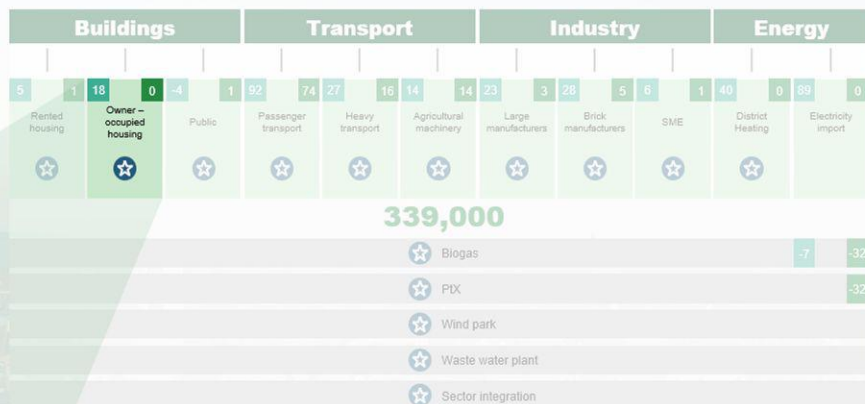 Buildings Transport Industry Energy
5 1 18 0 -4 1 92 74 27 16 14 14 23 3 28 5 6 1 40 0 89 0
Rented housing
Owner – occupied housing
Public
Passenger transport
Heavy transport
Agricultural machinery
Large manufacturers
Brick manufacturers
SME
District Heating
Electricity import
339,000
Biogas -7 -32
PtX -32
Wind park
Waste water plant
Sector integration